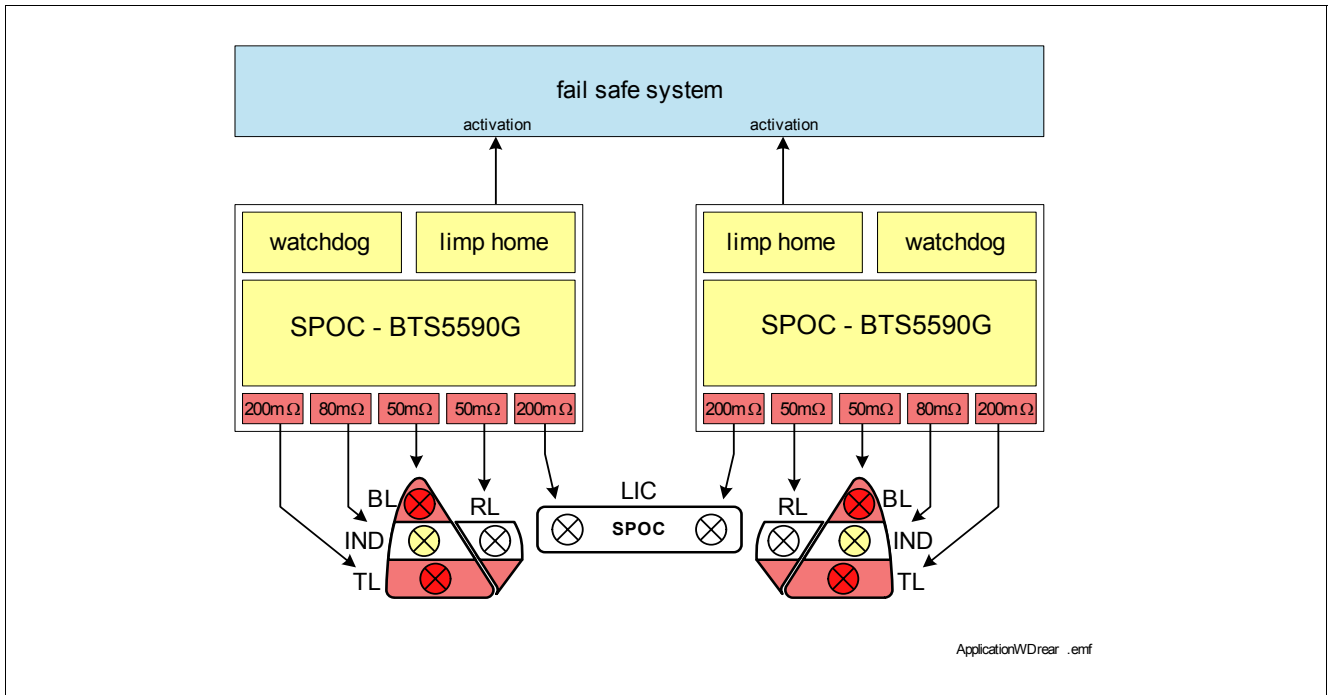 fail safe system
activation
activation
watchdog
limp home
limp home
watchdog
SPOC - BTS5590G
SPOC - BTS5590G
200mΩ
80mΩ
50mΩ
50mΩ
200mΩ
200mΩ
50mΩ
50mΩ
80mΩ
200mΩ
BL
RL
IND
TL
LIC
SPOC
RL
BL
IND
TL
ApplicationWDrear .emf